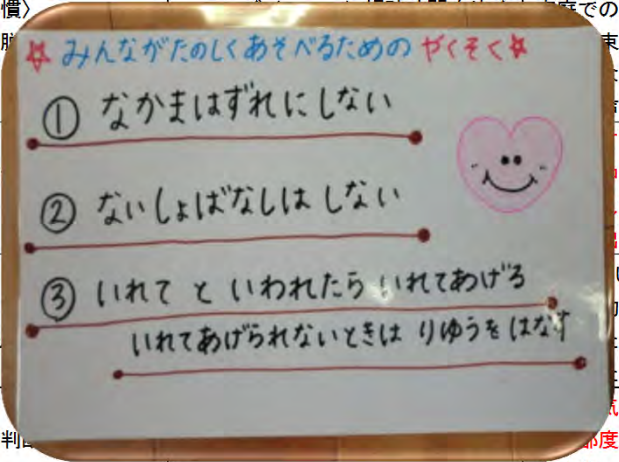 ☆みんながたのしくあそべるための やくそく☆
① なかまはずれにしない
② ないしょばなしは しない
③ いれて と いわれたら いれてあげる
いれてあげられないときは りゆうを はなす